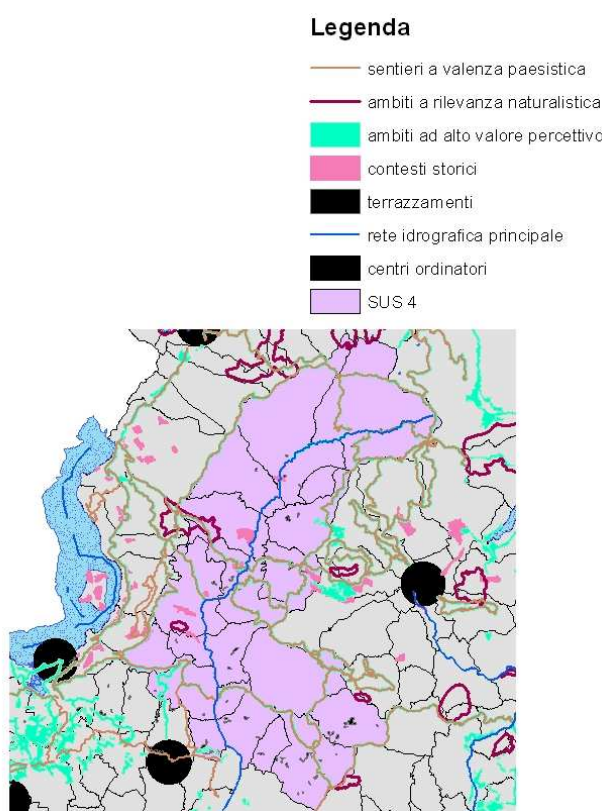 Legenda
sentieri a valenza paesistica
ambiti a rilevanza naturalistica
ambiti ad alto valore percettivo
contesti storici
terrazzamenti
rete idrografica principale
centri ordinatori
SUS 4